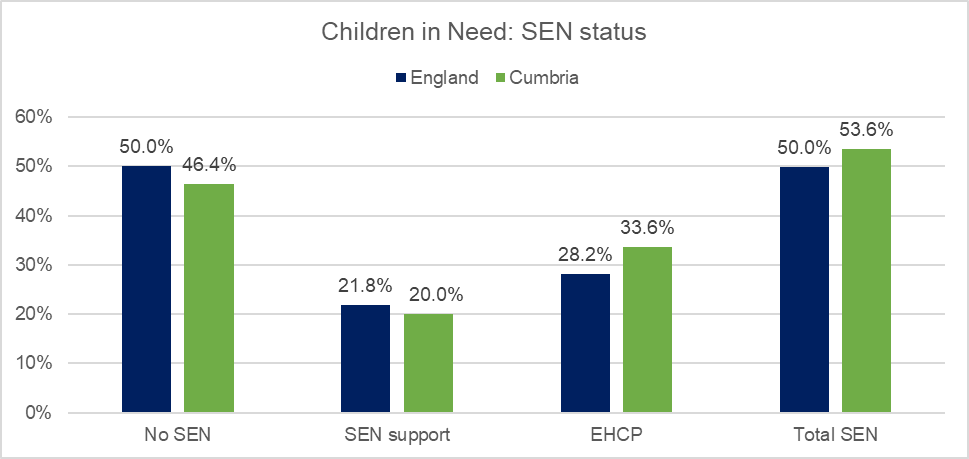 Children in Need: SEN status
England Cumbria
60%
50%
40%
30%
20%
10%
0%
50.0% 46.4% 21.8% 20.0% 28.2% 33.6% 50.0% 53.6%
No SEN SEN support EHCP Total SEN